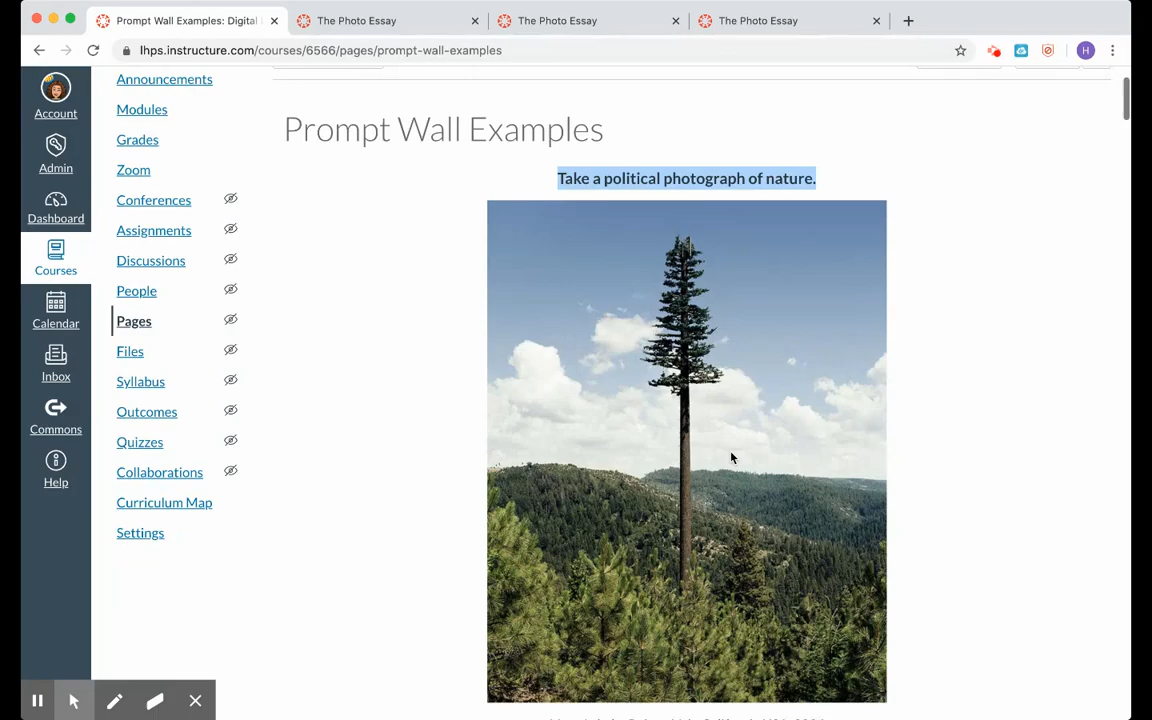 Prompt Wall Examples: Digital
The Photo Essay
The Photo Essay
The Photo Essay
lhps.instructure.com/courses/6566/pages/prompt-wall-examples
H
Account
Admin
Dashboard
Courses
Calendar
Inbox
Commons
Help
Announcements
Modules
Grades
Zoom
Conferences
Assignments
Discussions
People
Pages
Files
Syllabus
Outcomes
Quizzes
Collaborations
Curriculum Map
Settings
Prompt Wall Examples
Take a political photograph of nature.